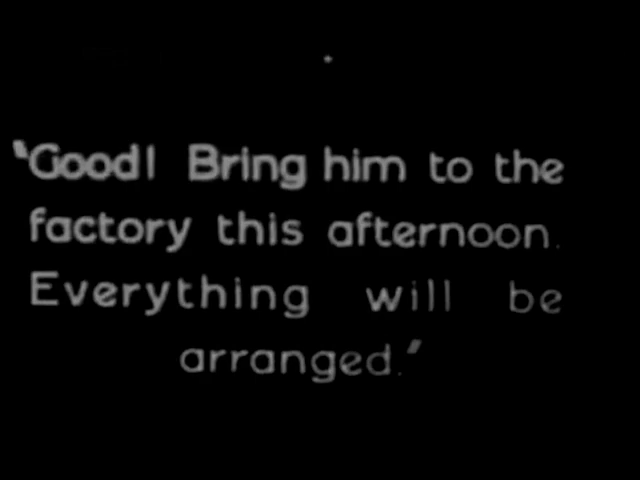 "Good! Bring him to the
factory this afternoon.
Everything will be
arranged."